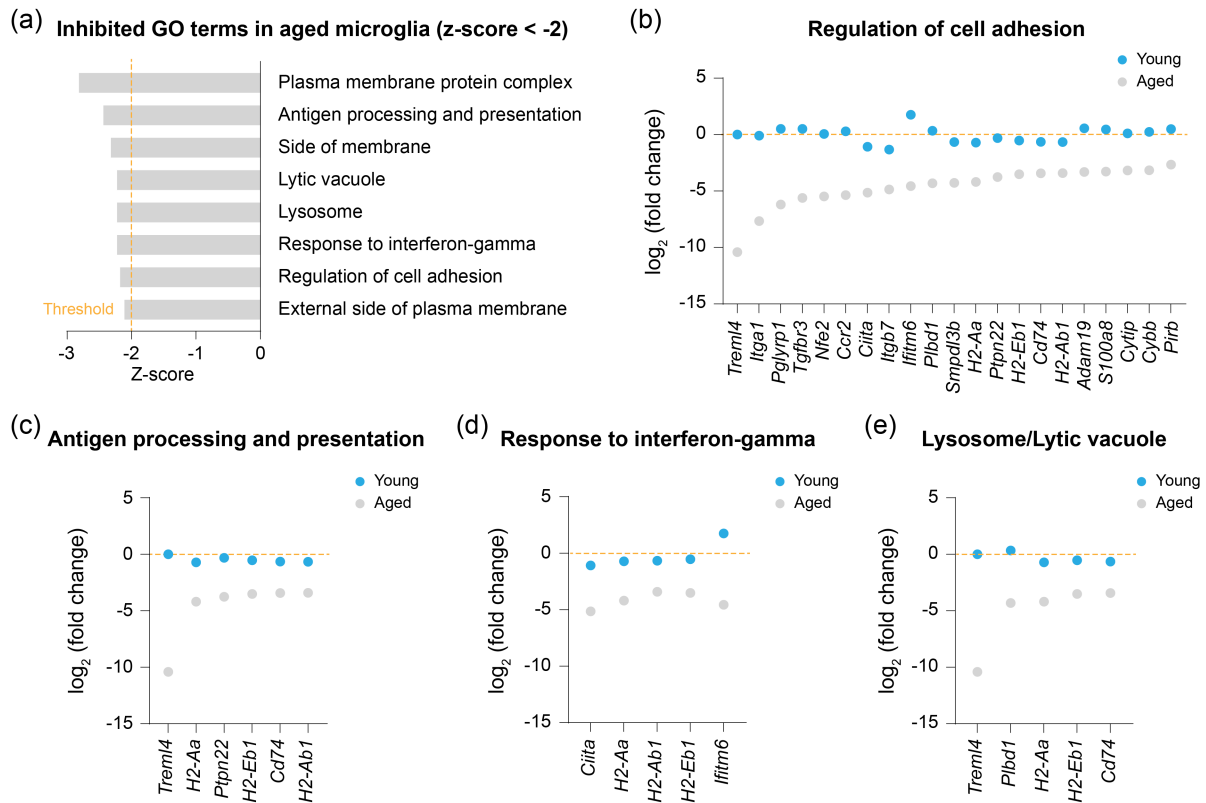 (a)
Inhibited GO terms in aged microglia (z-score < -2)
Plasma membrane protein complex
Antigen processing and presentation
Side of membrane
Lytic vacuole
Lysosome
Response to interferon-gamma
Regulation of cell adhesion
Threshold
External side of plasma membrane
-3
-2
-1
0
Z-score
(b)
Regulation of cell adhesion
Young
Aged
5
0
-5
-10
-15
log2 (fold change)
Treml4
Itga1
Pglyrp1
Tgfbr3
Nfe2
Ccr2
Ciita
Itgb7
Ifitm6
Plbd1
Smpdl3b
H2-Aa
Ptpn22
H2-Eb1
Cd74
H2-Ab1
Adam19
S100a8
Cytip
Cybb
Pirb
(c)
Antigen processing and presentation
Young
Aged
5
0
-5
-10
-15
log2 (fold change)
Treml4
H2-Aa
Ptpn22
H2-Eb1
Cd74
H2-Ab1
(d)
Response to interferon-gamma
Young
Aged
5
0
-5
-10
-15
log2 (fold change)
Ciita
H2-Aa
H2-Ab1
H2-Eb1
Ifitm6
(e)
Lysosome/Lytic vacuole
Young
Aged
5
0
-5
-10
-15
log2 (fold change)
Treml4
Plbd1
H2-Aa
H2-Eb1
Cd74